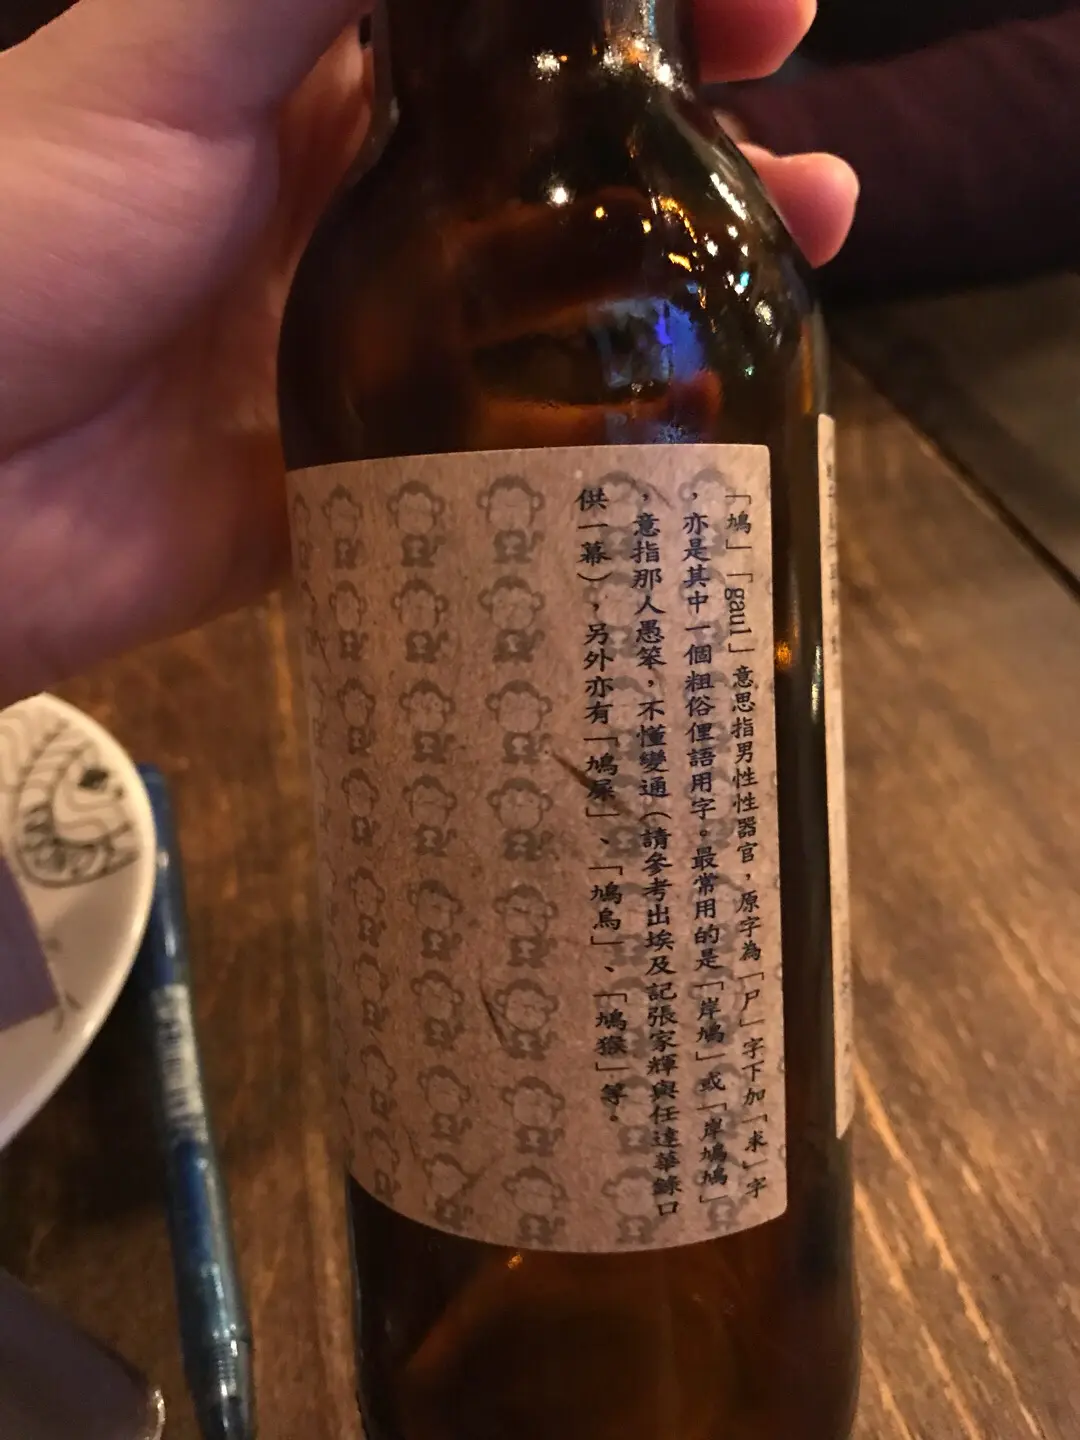 「鳩」「gau1」意思指男性性器官，原字為「尸」字下加「求」字
，亦是其中一個粗俗俚語用字。最常用的是「岸鳩」或「岸鳩鳩」
，意指那人愚笨，不懂變通（請參考出埃及記張家輝與任達華錄口
供一幕），另外亦有「鳩屎」、「鳩烏」、「鳩猴」等。